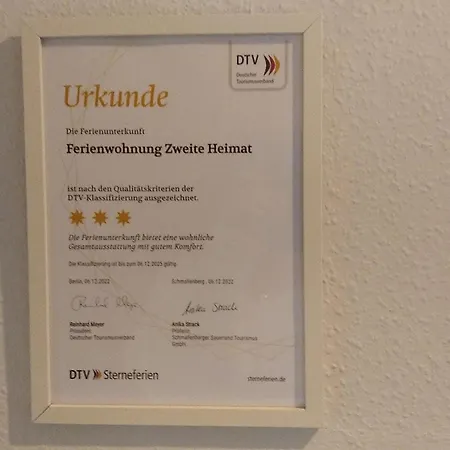 DTV
Deutscher
Tourismusverband
Urkunde
Die Ferienunterkunft
Ferienwohnung Zweite Heimat
ist nach den Qualitätskriterien der
DTV-Klassifizierung ausgezeichnet.
Die Ferienunterkunft bietet eine wohnliche
Gesamtausstattung mit gutem Komfort.
Die Klassifizierung ist bis zum 06.12.2025 gültig.
Berlin, 06.12.2022 Schmallenberg, 06.12.2022
Anika Strack
Reinhard Meyer Anika Strack
Präsident Prüferin
Deutscher Tourismusverband Schmallenberger Sauerland Tourismus
GmbH
DTV Sterneferien sterneferien.de